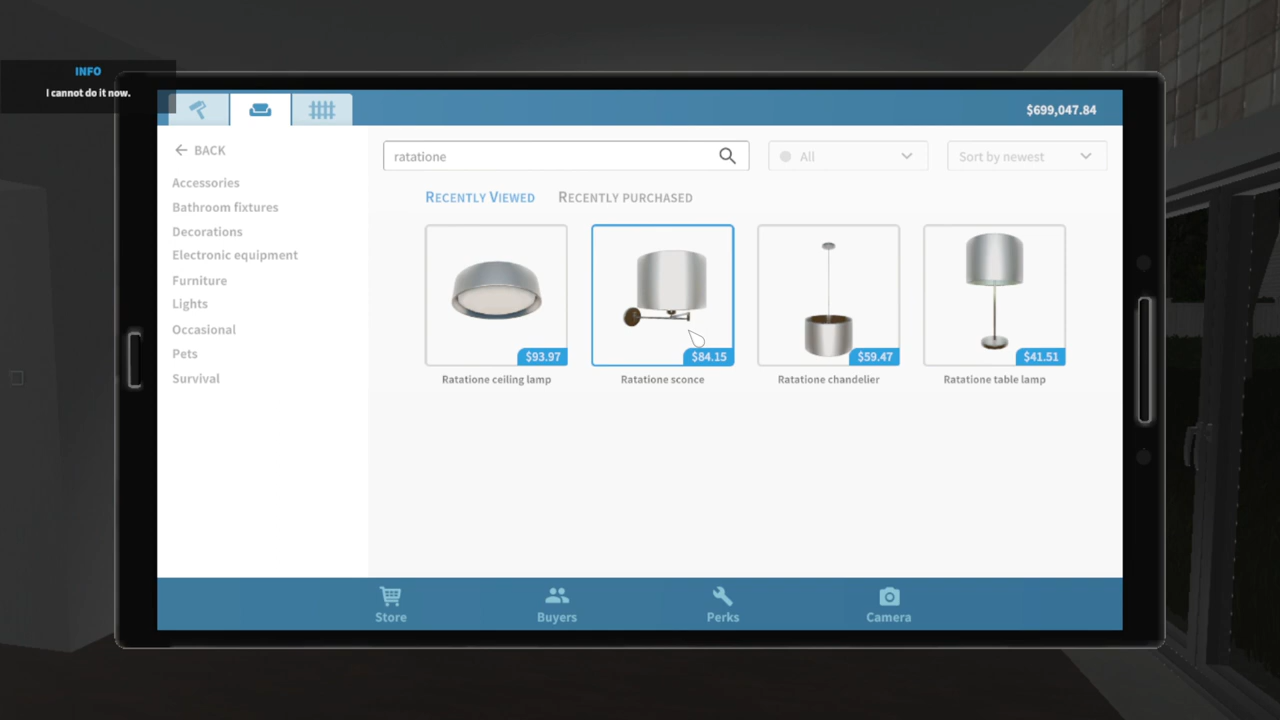 INFO
I cannot do it now.
$699,047.84
BACK
ratatione
All
Sort by newest
Accessories
Bathroom fixtures
Decorations
Electronic equipment
Furniture
Lights
Occasional
Pets
Survival
RECENTLY VIEWED
RECENTLY PURCHASED
$93.97
$84.15
$59.47
$41.51
Ratatione ceiling lamp
Ratatione sconce
Ratatione chandelier
Ratatione table lamp
Store
Buyers
Perks
Camera